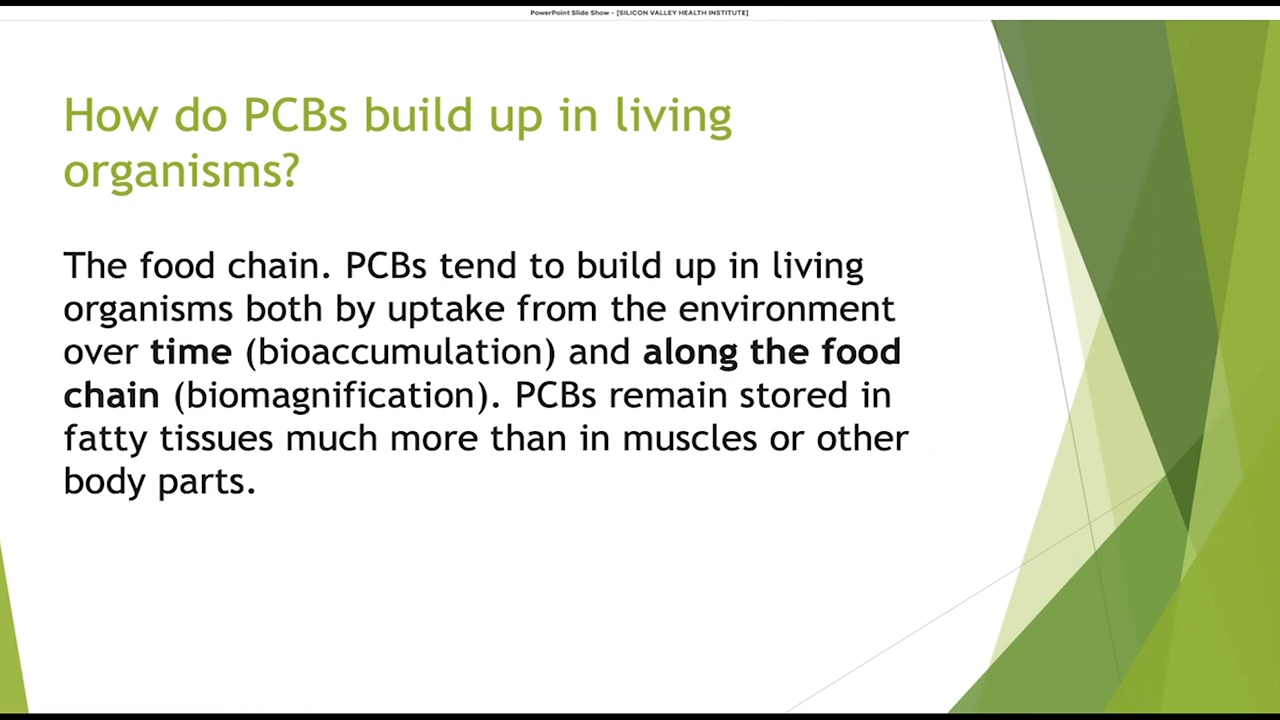 PowerPoint Slide Show - [SILICON VALLEY HEALTH INSTITUTE]
How do PCBs build up in living
organisms?
The food chain. PCBs tend to build up in living
organisms both by uptake from the environment
over time (bioaccumulation) and along the food
chain (biomagnification). PCBs remain stored in
fatty tissues much more than in muscles or other
body parts.